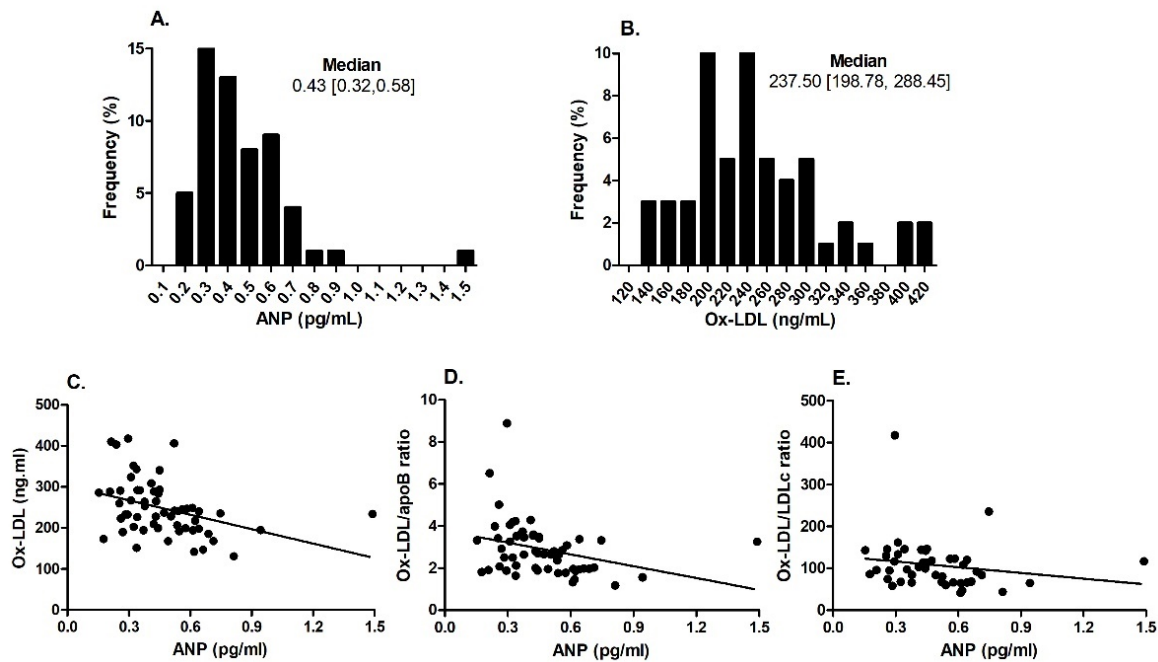 A.
15
10
5
0
Frequency (%)
Median
0.43 [0.32,0.58]
0.1 0.2 0.3 0.4 0.5 0.6 0.7 0.8 0.9 1.0 1.1 1.2 1.3 1.4 1.5
ANP (pg/mL)
B.
10
8
6
4
2
0
Frequency (%)
Median
237.50 [198.78, 288.45]
120 140 160 180 200 220 240 260 280 300 320 340 360 380 400 420
Ox-LDL (ng/mL)
C.
500
400
300
200
100
0
Ox-LDL (ng.ml)
0.0 0.3 0.6 0.9 1.2 1.5
ANP (pg/ml)
D.
10
8
6
4
2
0
Ox-LDL/apoB ratio
0.0 0.3 0.6 0.9 1.2 1.5
ANP (pg/ml)
E.
500
400
300
200
100
0
Ox-LDL/LDLc ratio
0.0 0.3 0.6 0.9 1.2 1.5
ANP (pg/ml)